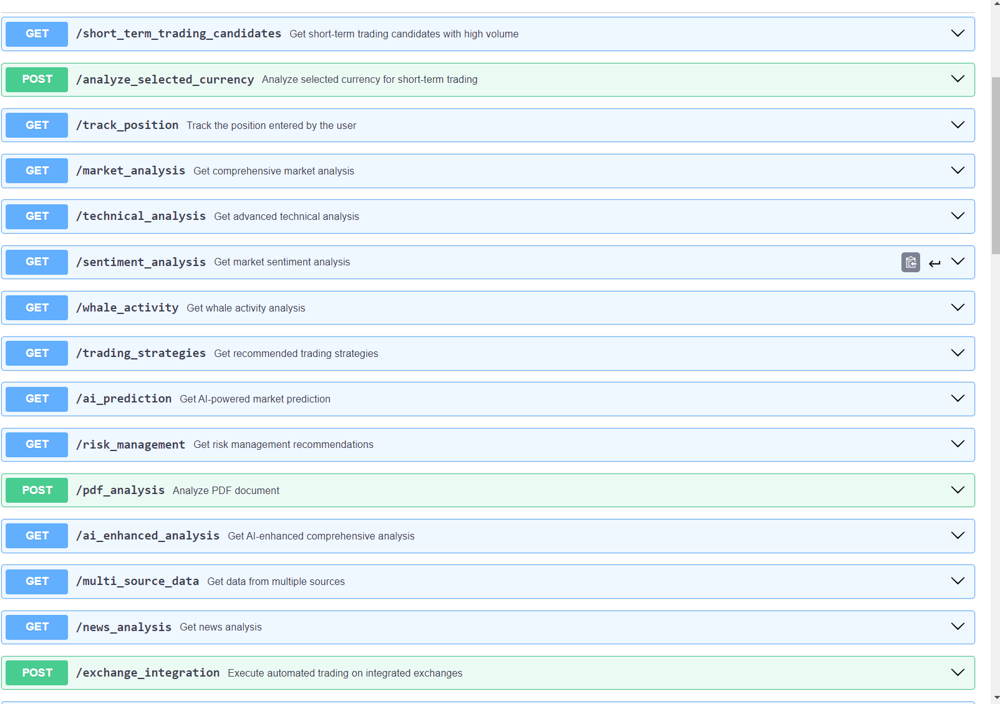 GET /short_term_trading_candidates Get short-term trading candidates with high volume
POST /analyze_selected_currency Analyze selected currency for short-term trading
GET /track_position Track the position entered by the user
GET /market_analysis Get comprehensive market analysis
GET /technical_analysis Get advanced technical analysis
GET /sentiment_analysis Get market sentiment analysis
GET /whale_activity Get whale activity analysis
GET /trading_strategies Get recommended trading strategies
GET /ai_prediction Get AI-powered market prediction
GET /risk_management Get risk management recommendations
POST /pdf_analysis Analyze PDF document
GET /ai_enhanced_analysis Get AI-enhanced comprehensive analysis
GET /multi_source_data Get data from multiple sources
GET /news_analysis Get news analysis
POST /exchange_integration Execute automated trading on integrated exchanges